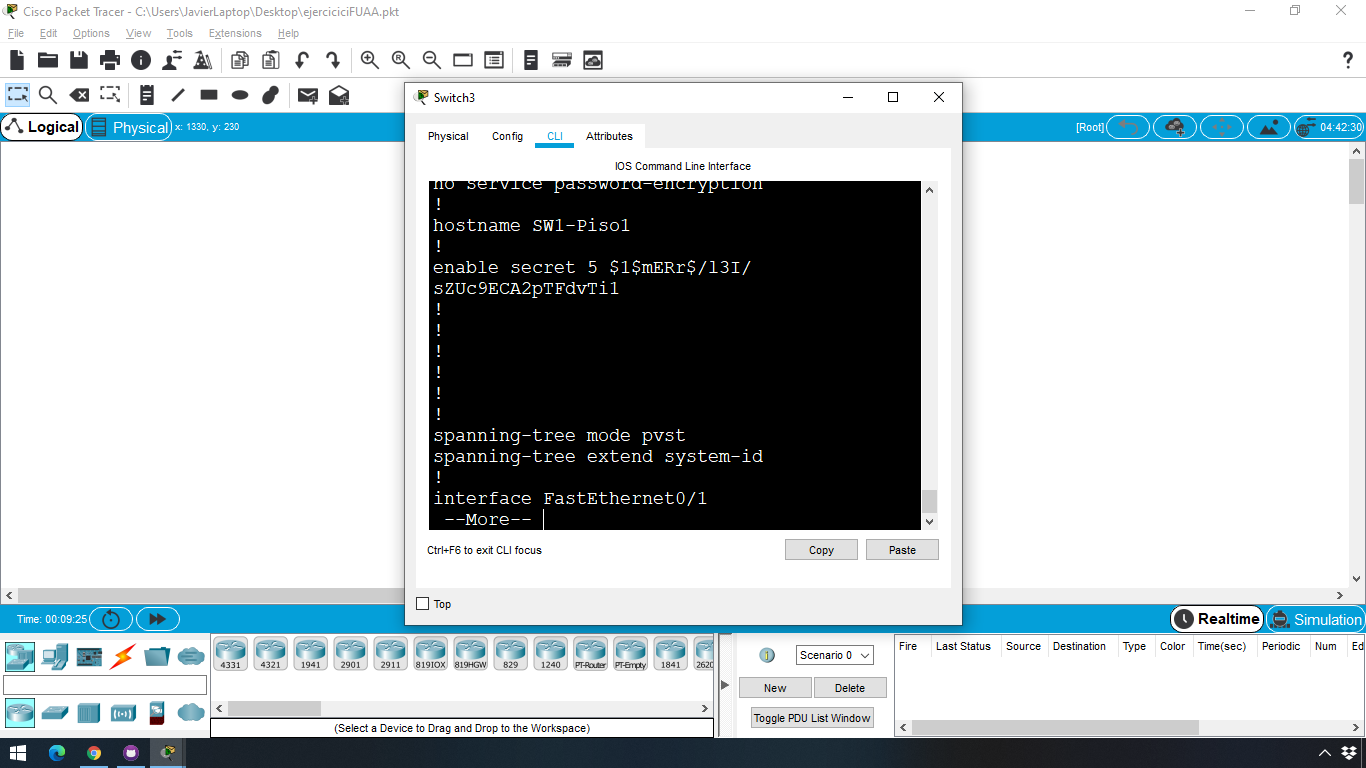 Cisco Packet Tracer - C:\Users\JavierLaptop\Desktop\ejerciciciFUAA.pkt
File Edit Options View Tools Extensions Help
Logical Physical x: 1330, y: 230 [Root] 04:42:30
Switch3
Physical Config CLI Attributes
IOS Command Line Interface
no service password-encryption
!
hostname SW1-Piso1
!
enable secret 5 $1$mERr$/l3I/
sZUc9ECA2pTFdvTi1
!
!
!
!
!
!
spanning-tree mode pvst
spanning-tree extend system-id
!
interface FastEthernet0/1
--More--
Ctrl+F6 to exit CLI focus Copy Paste
Top
Time: 00:09:25 Realtime Simulation
4331 4321 1941 2901 2911 819IOX 819HGW 829 1240 PT-Router PT-Empty 1841 2620
(Select a Device to Drag and Drop to the Workspace)
Scenario 0
New Delete
Toggle PDU List Window
Fire Last Status Source Destination Type Color Time(sec) Periodic Num Ed